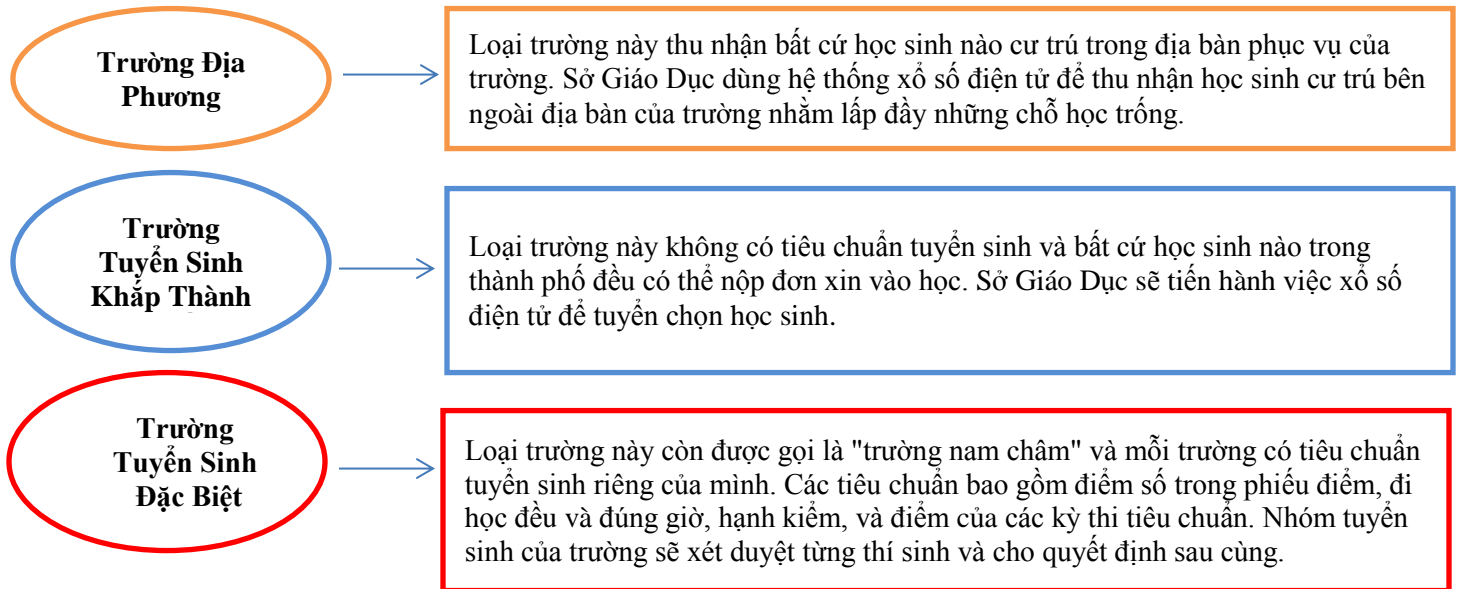 Trường Địa
Phương
Loại trường này thu nhận bất cứ học sinh nào cư trú trong địa bàn phục vụ của
trường. Sở Giáo Dục dùng hệ thống xổ số điện tử để thu nhận học sinh cư trú bên
ngoài địa bàn của trường nhằm lấp đầy những chỗ học trống.
Trường
Tuyển Sinh
Khắp Thành
Loại trường này không có tiêu chuẩn tuyển sinh và bất cứ học sinh nào trong
thành phố đều có thể nộp đơn xin vào học. Sở Giáo Dục sẽ tiến hành việc xổ số
điện tử để tuyển chọn học sinh.
Trường
Tuyển Sinh
Đặc Biệt
Loại trường này còn được gọi là "trường nam châm" và mỗi trường có tiêu chuẩn
tuyển sinh riêng của mình. Các tiêu chuẩn bao gồm điểm số trong phiếu điểm, đi
học đều và đúng giờ, hạnh kiểm, và điểm của các kỳ thi tiêu chuẩn. Nhóm tuyển
sinh của trường sẽ xét duyệt từng thí sinh và cho quyết định sau cùng.